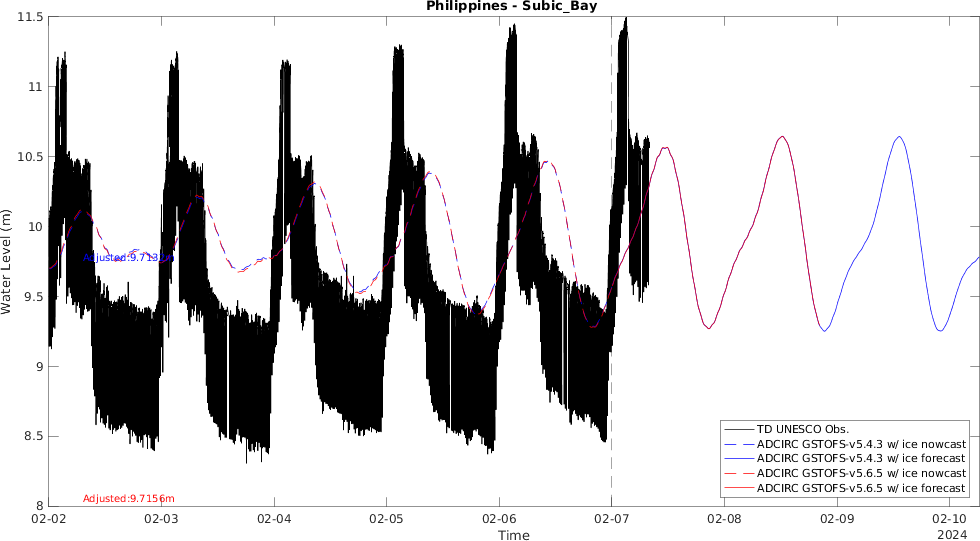 Philippines - Subic_Bay
Water Level (m)
11.5
11
10.5
10
9.5
9
8.5
8
Adjusted:9.7131m
Adjusted:9.7156m
TD UNESCO Obs.
ADCIRC GSTOFS-v5.4.3 w/ ice nowcast
ADCIRC GSTOFS-v5.4.3 w/ ice forecast
ADCIRC GSTOFS-v5.6.5 w/ ice nowcast
ADCIRC GSTOFS-v5.6.5 w/ ice forecast
02-02 02-03 02-04 02-05 02-06 02-07 02-08 02-09 02-10
Time
2024